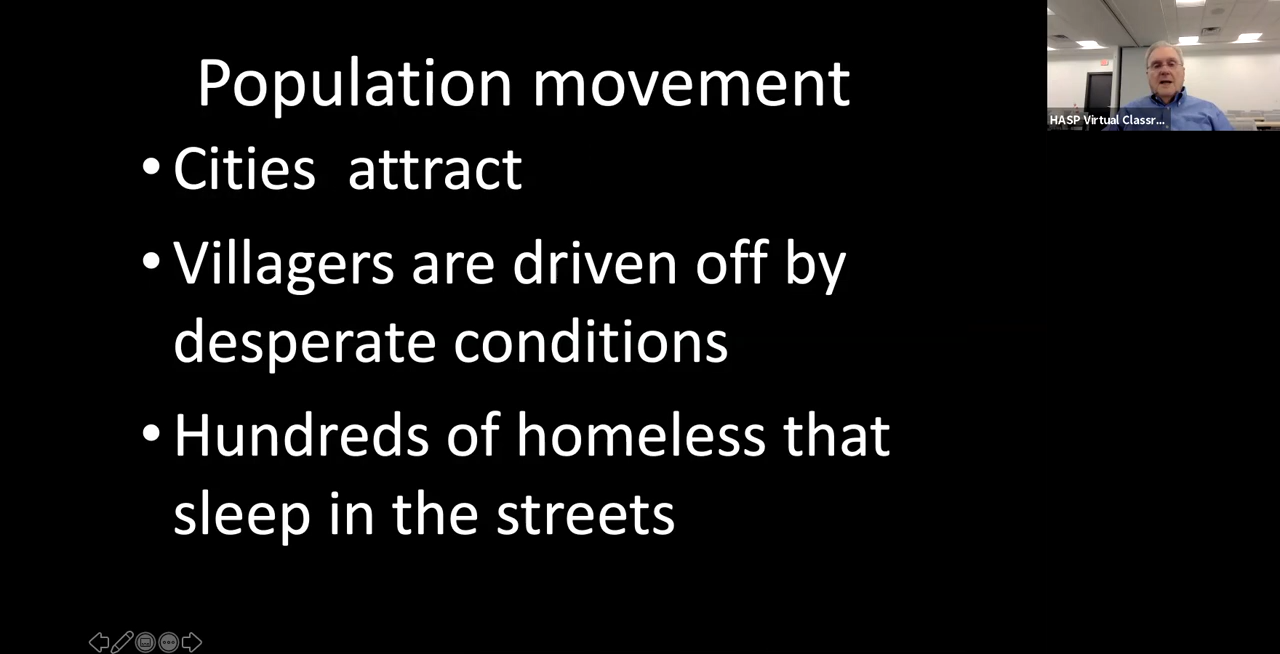 Population movement
• Cities  attract
• Villagers are driven off by
desperate conditions
• Hundreds of homeless that
sleep in the streets
HASP Virtual Classr...